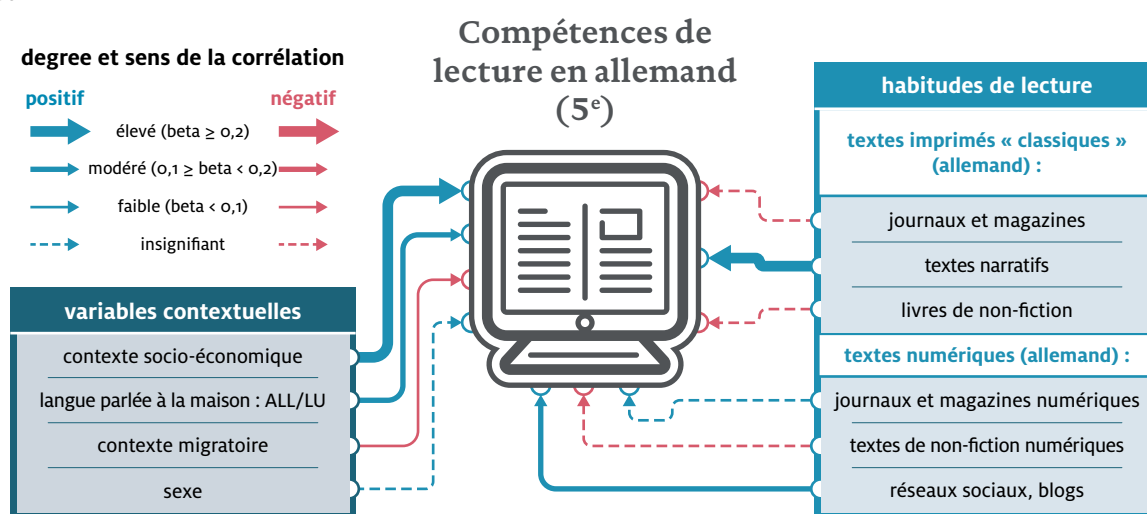 Compétences de
lecture en allemand
(5e)
degree et sens de la corrélation
positif
négatif
élevé (beta ≥ 0,2)
modéré (0,1 ≥ beta < 0,2)
faible (beta < 0,1)
insignifiant
variables contextuelles
contexte socio-économique
langue parlée à la maison : ALL/LU
contexte migratoire
sexe
habitudes de lecture
textes imprimés « classiques »
(allemand) :
journaux et magazines
textes narratifs
livres de non-fiction
textes numériques (allemand) :
journaux et magazines numériques
textes de non-fiction numériques
réseaux sociaux, blogs